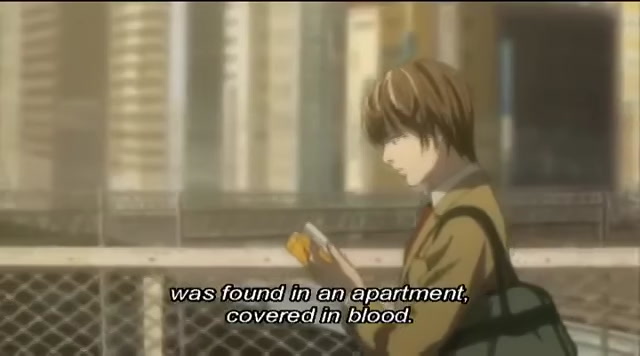 was found in an apartment,
covered in blood.